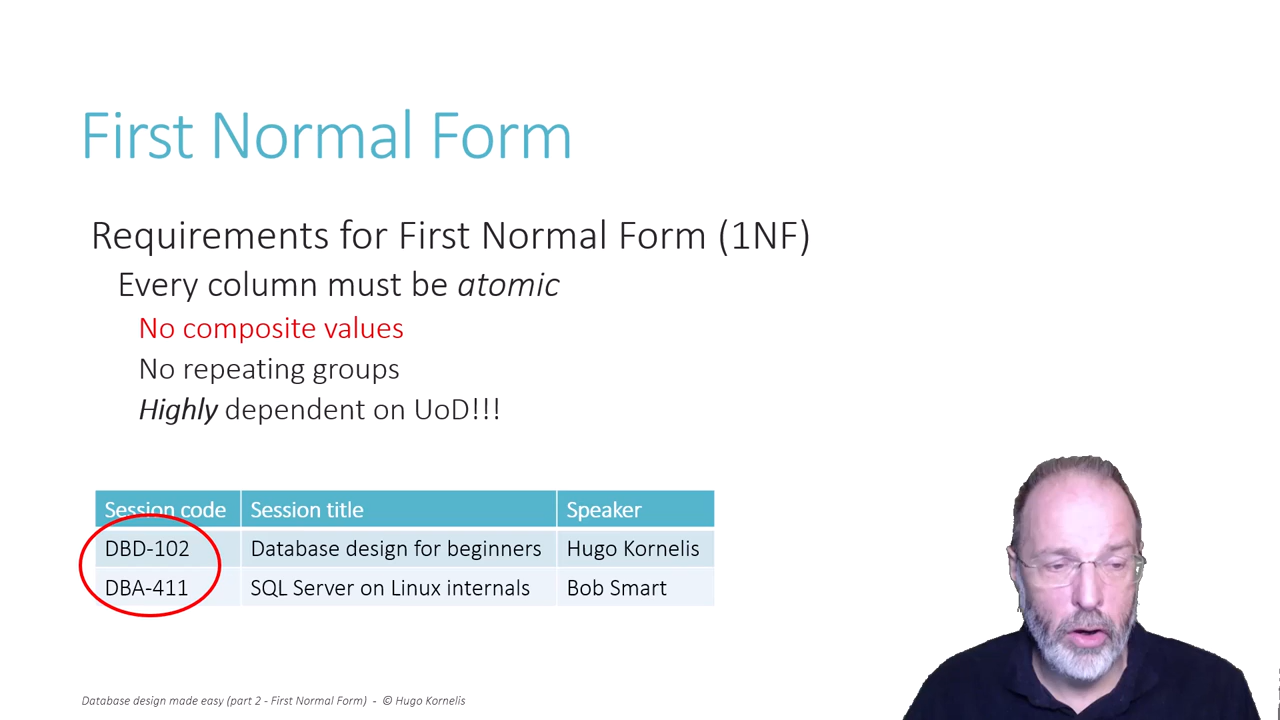 First Normal Form
Requirements for First Normal Form (1NF)
Every column must be atomic
No composite values
No repeating groups
Highly dependent on UoD!!!
Session code Session title Speaker
DBD-102 Database design for beginners Hugo Kornelis
DBA-411 SQL Server on Linux internals Bob Smart
Database design made easy (part 2 - First Normal Form) - © Hugo Kornelis